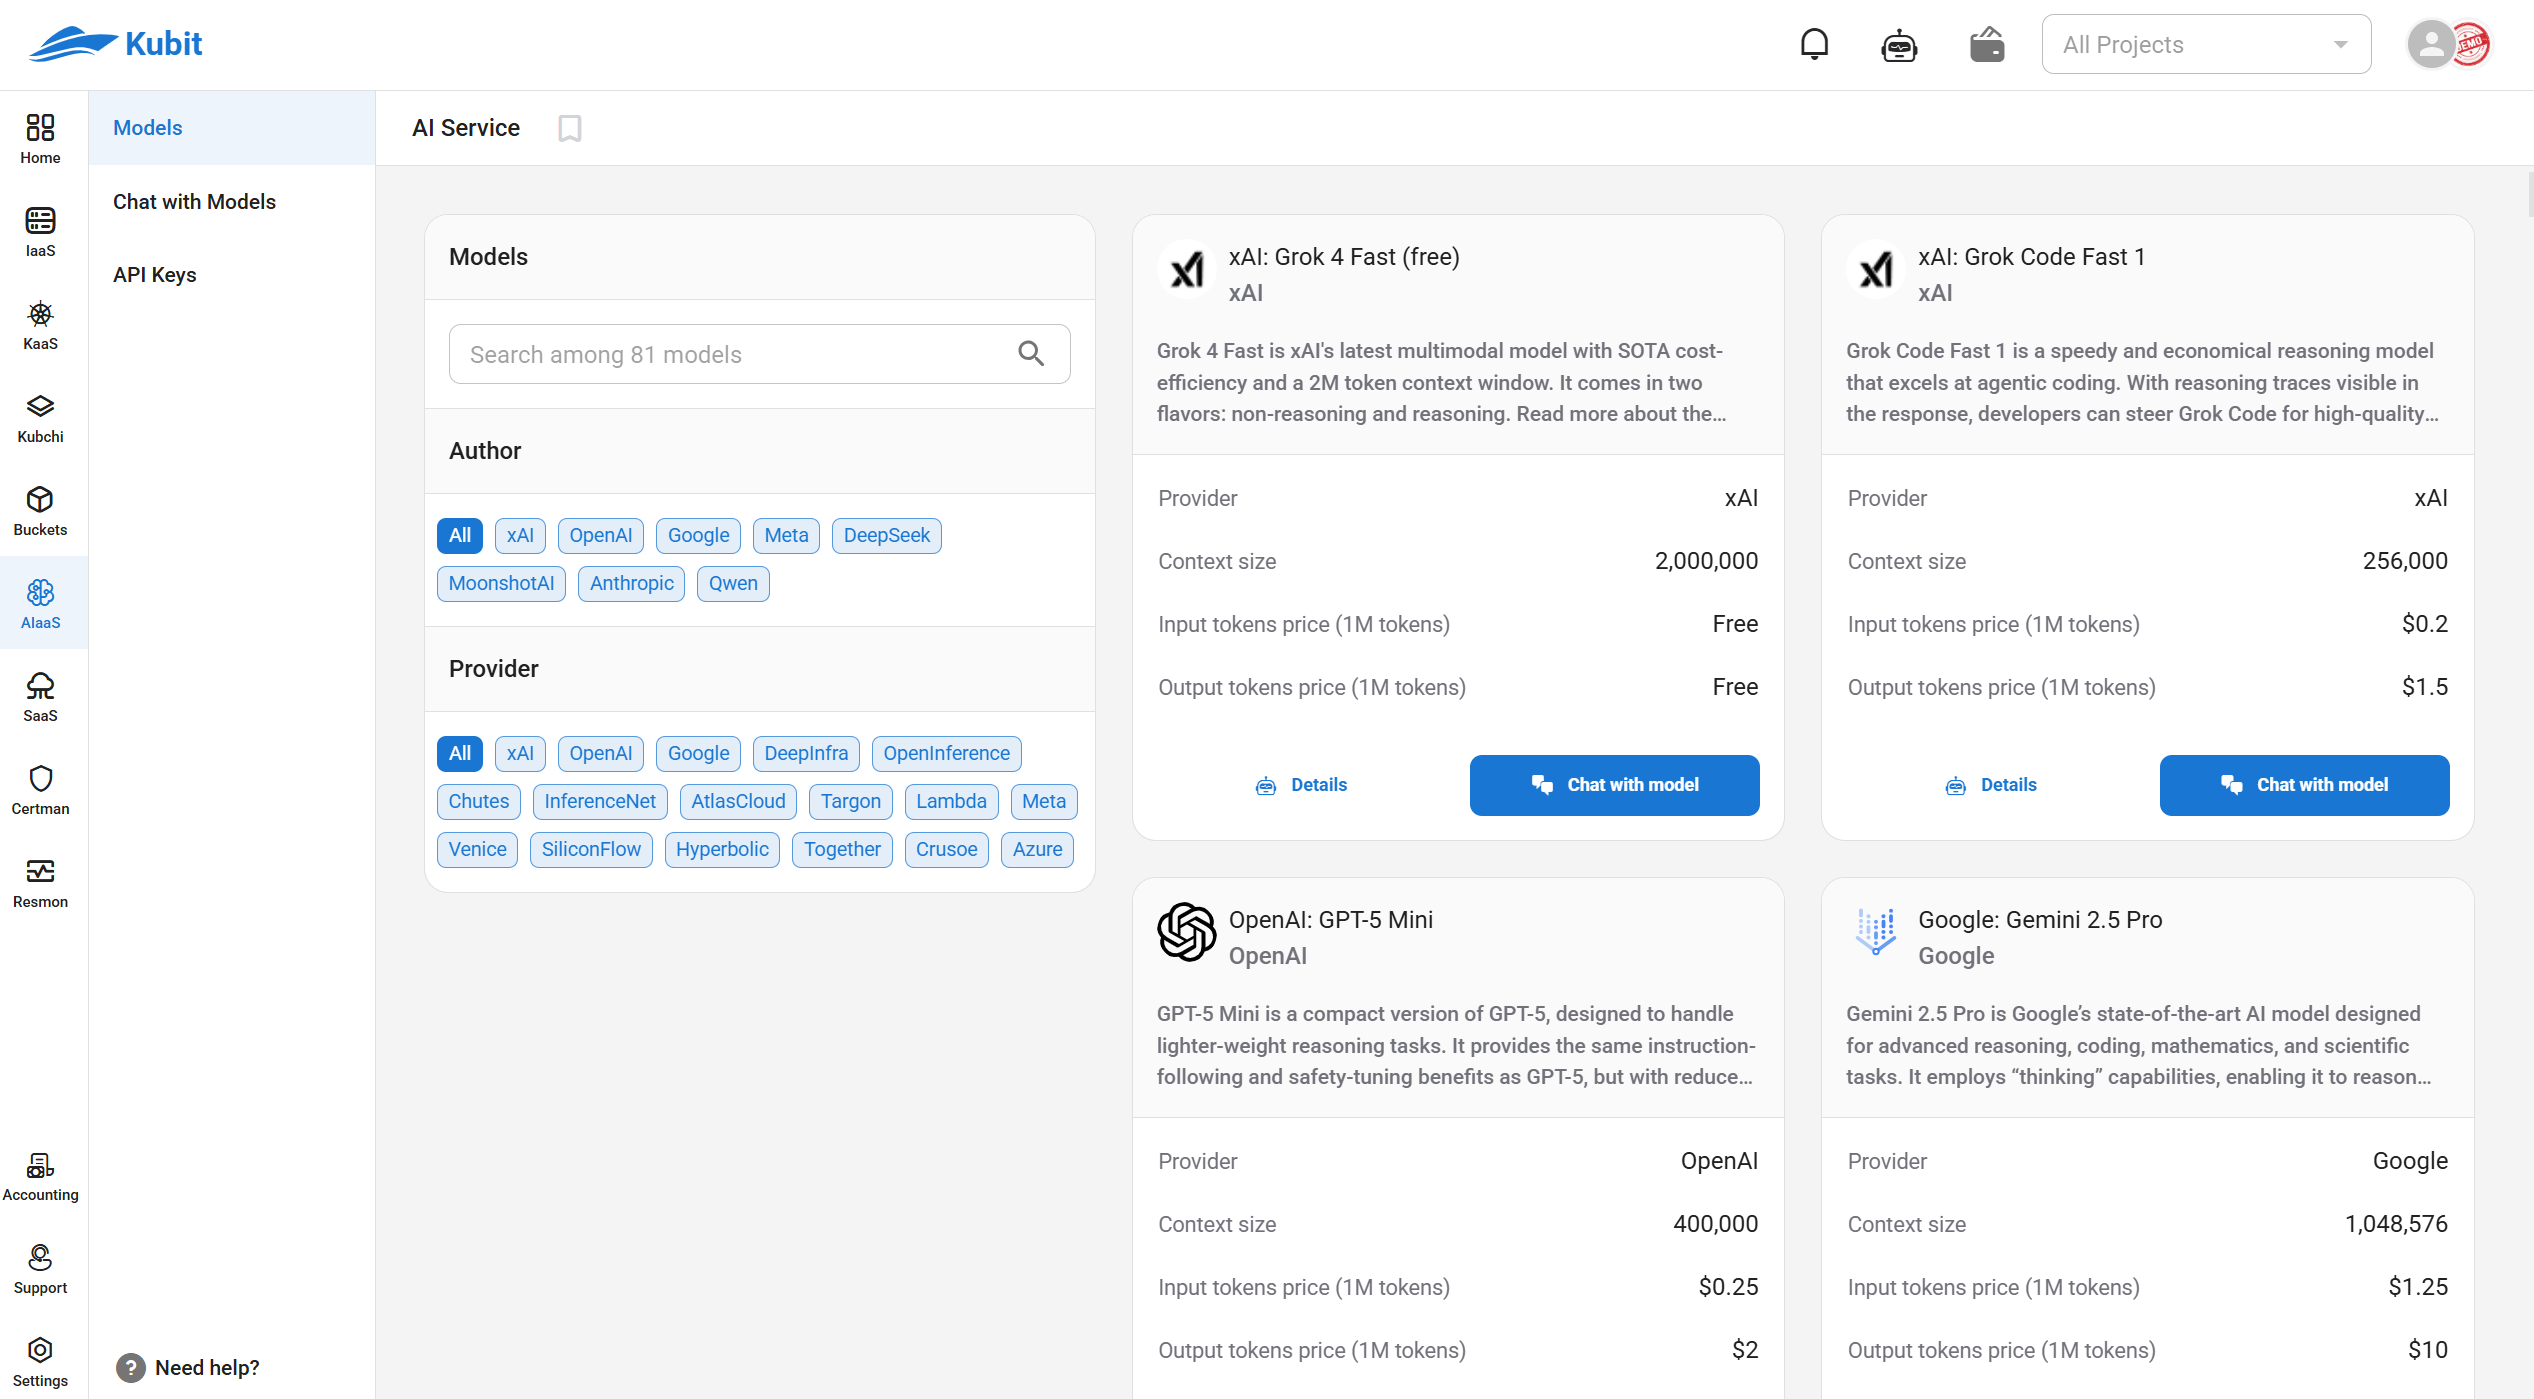 Kubit
All Projects
DEMO
Home
IaaS
KaaS
Kubchi
Buckets
AIaaS
SaaS
Certman
Resmon
Accounting
Support
Settings
Models
Chat with Models
API Keys
? Need help?
AI Service
Models
Search among 81 models
Author
All xAI OpenAI Google Meta DeepSeek
MoonshotAI Anthropic Qwen
Provider
All xAI OpenAI Google DeepInfra OpenInference
Chutes InferenceNet AtlasCloud Targon Lambda Meta
Venice SiliconFlow Hyperbolic Together Crusoe Azure
xAI: Grok 4 Fast (free)
xAI
Grok 4 Fast is xAI's latest multimodal model with SOTA cost-
efficiency and a 2M token context window. It comes in two
flavors: non-reasoning and reasoning. Read more about the...
Provider xAI
Context size 2,000,000
Input tokens price (1M tokens) Free
Output tokens price (1M tokens) Free
Details Chat with model
xAI: Grok Code Fast 1
xAI
Grok Code Fast 1 is a speedy and economical reasoning model
that excels at agentic coding. With reasoning traces visible in
the response, developers can steer Grok Code for high-quality...
Provider xAI
Context size 256,000
Input tokens price (1M tokens) $0.2
Output tokens price (1M tokens) $1.5
Details Chat with model
OpenAI: GPT-5 Mini
OpenAI
GPT-5 Mini is a compact version of GPT-5, designed to handle
lighter-weight reasoning tasks. It provides the same instruction-
following and safety-tuning benefits as GPT-5, but with reduce...
Provider OpenAI
Context size 400,000
Input tokens price (1M tokens) $0.25
Output tokens price (1M tokens) $2
Google: Gemini 2.5 Pro
Google
Gemini 2.5 Pro is Google’s state-of-the-art AI model designed
for advanced reasoning, coding, mathematics, and scientific
tasks. It employs “thinking” capabilities, enabling it to reason...
Provider Google
Context size 1,048,576
Input tokens price (1M tokens) $1.25
Output tokens price (1M tokens) $10